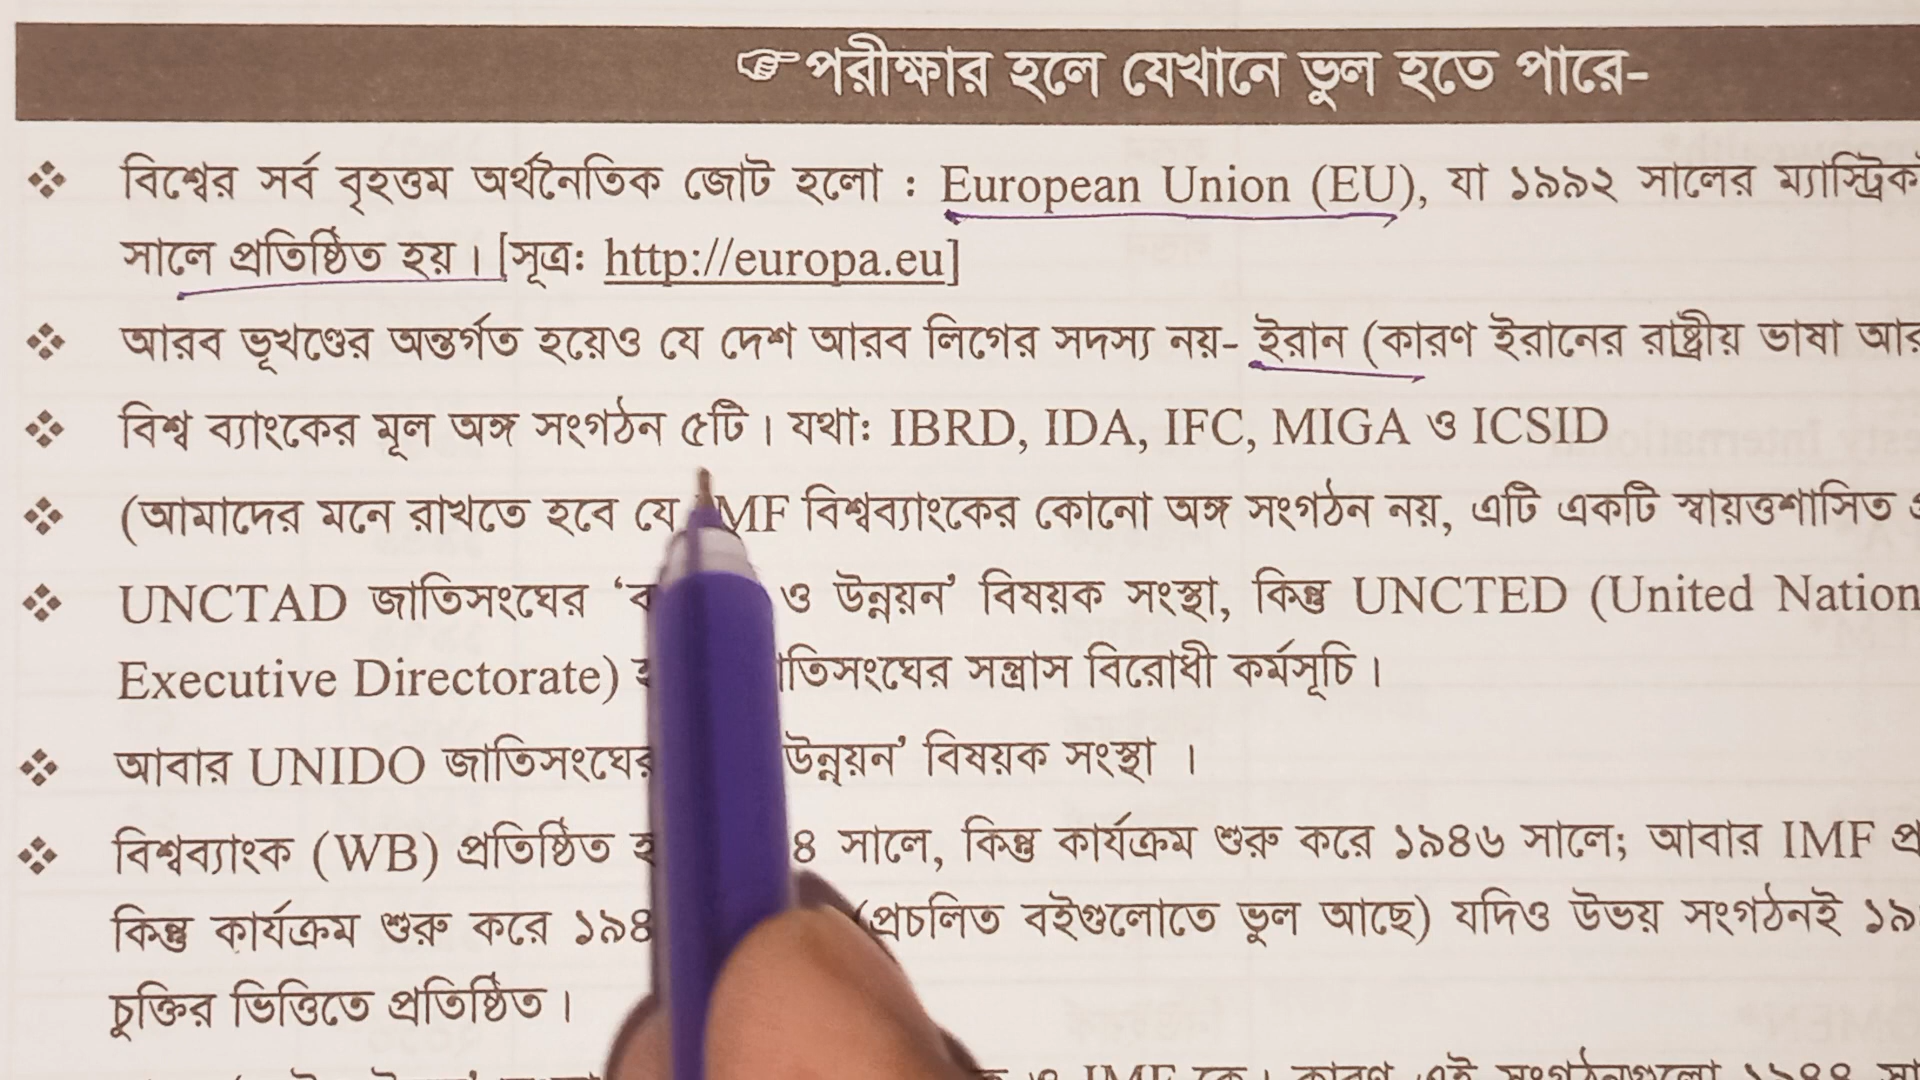 পরীক্ষার হলে যেখানে ভুল হতে পারে-
বিশ্বের সর্ব বৃহত্তম অর্থনৈতিক জোট হলো : European Union (EU), যা ১৯৯২ সালের
সালে প্রতিষ্ঠিত হয়। [সূত্র: http://europa.eu]
আরব ভূখণ্ডের অন্তর্গত হয়েও যে দেশ আরব লিগের সদস্য নয়- ইরান (কারণ ইরানের রাষ্ট্রীয় ভাষা
বিশ্ব ব্যাংকের মূল অঙ্গ সংগঠন ৫টি। যথা: IBRD, IDA, IFC, MIGA ও ICSID
(আমাদের মনে রাখতে হবে যে IMF বিশ্বব্যাংকের কোনো অঙ্গ সংগঠন নয়, এটি একটি স্বায়ত্তশাসিত
UNCTAD জাতিসংঘের ও উন্নয়ন’ বিষয়ক সংস্থা, কিন্তু UNCTED (United Nation
Executive Directorate) জাতিসংঘের সন্ত্রাস বিরোধী কর্মসূচি।
আবার UNIDO জাতিসংঘের উন্নয়ন’ বিষয়ক সংস্থা ।
বিশ্বব্যাংক (WB) প্রতিষ্ঠিত সালে, কিন্তু কার্যক্রম শুরু করে ১৯৪৬ সালে; আবার IMF
কিন্তু কার্যক্রম শুরু করে (প্রচলিত বইগুলোতে ভুল আছে) যদিও উভয় সংগঠনই
চুক্তির ভিত্তিতে প্রতিষ্ঠিত।